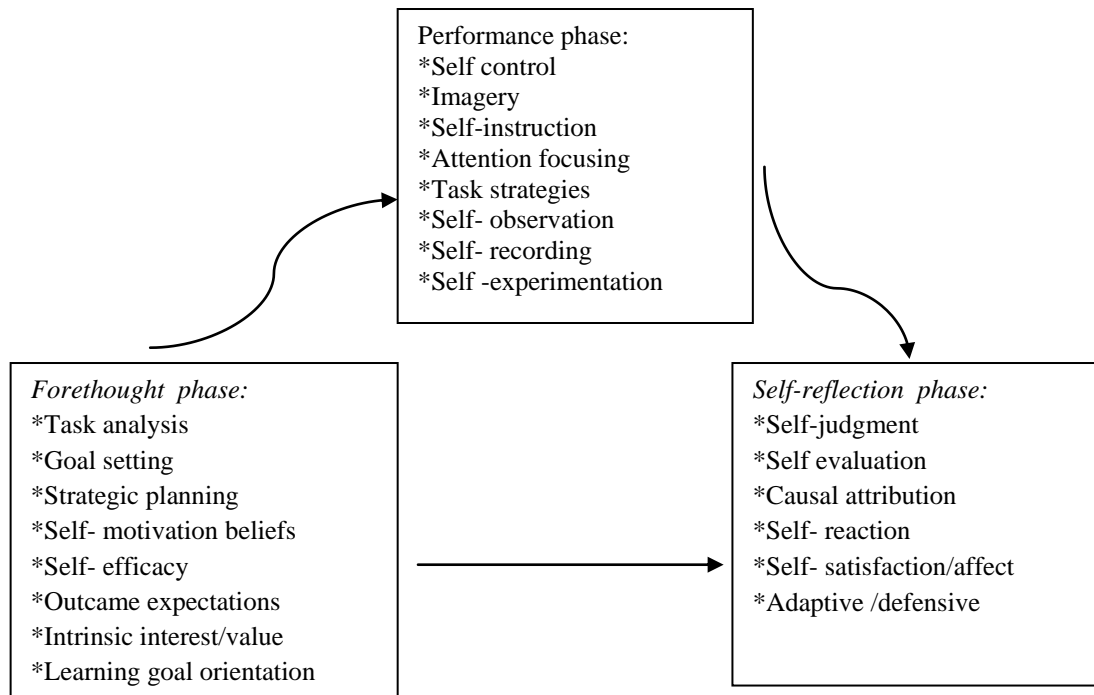 Performance phase:
*Self control
*Imagery
*Self-instruction
*Attention focusing
*Task strategies
*Self- observation
*Self- recording
*Self -experimentation
Forethought phase:
*Task analysis
*Goal setting
*Strategic planning
*Self- motivation beliefs
*Self- efficacy
*Outcame expectations
*Intrinsic interest/value
*Learning goal orientation
Self-reflection phase:
*Self-judgment
*Self evaluation
*Causal attribution
*Self- reaction
*Self- satisfaction/affect
*Adaptive /defensive